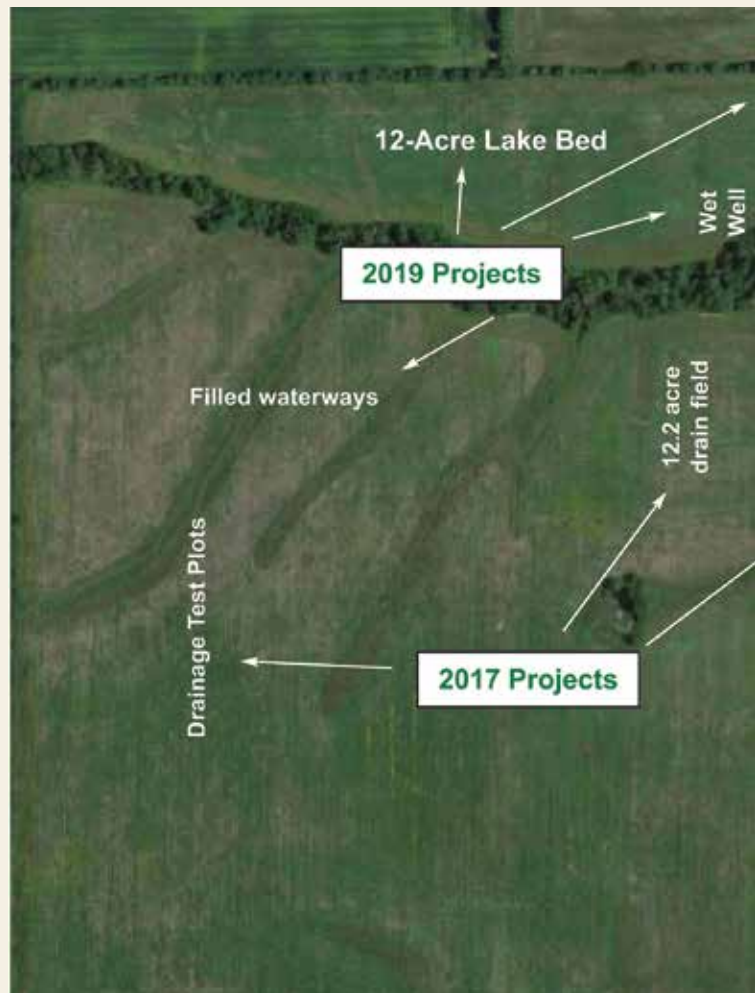 12-Acre Lake Bed
Wet
Well
2019 Projects
Filled waterways
12.2 acre
drain field
Drainage Test Plots
2017 Projects